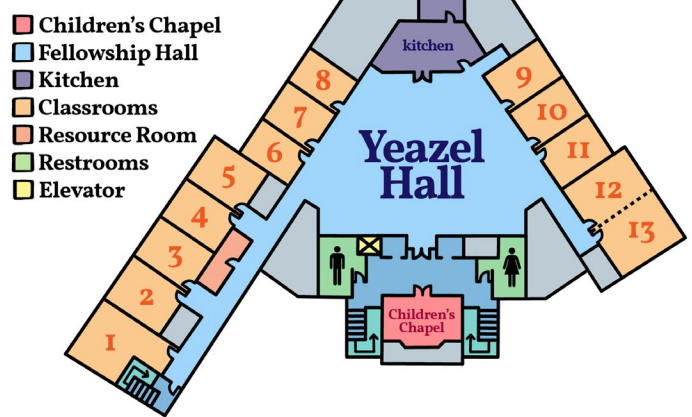 Children's Chapel
Fellowship Hall
Kitchen
Classrooms
Resource Room
Restrooms
Elevator
kitchen
8
9
7
10
6
11
Yeazel
Hall
5
12
4
13
3
2
1
Children's
Chapel